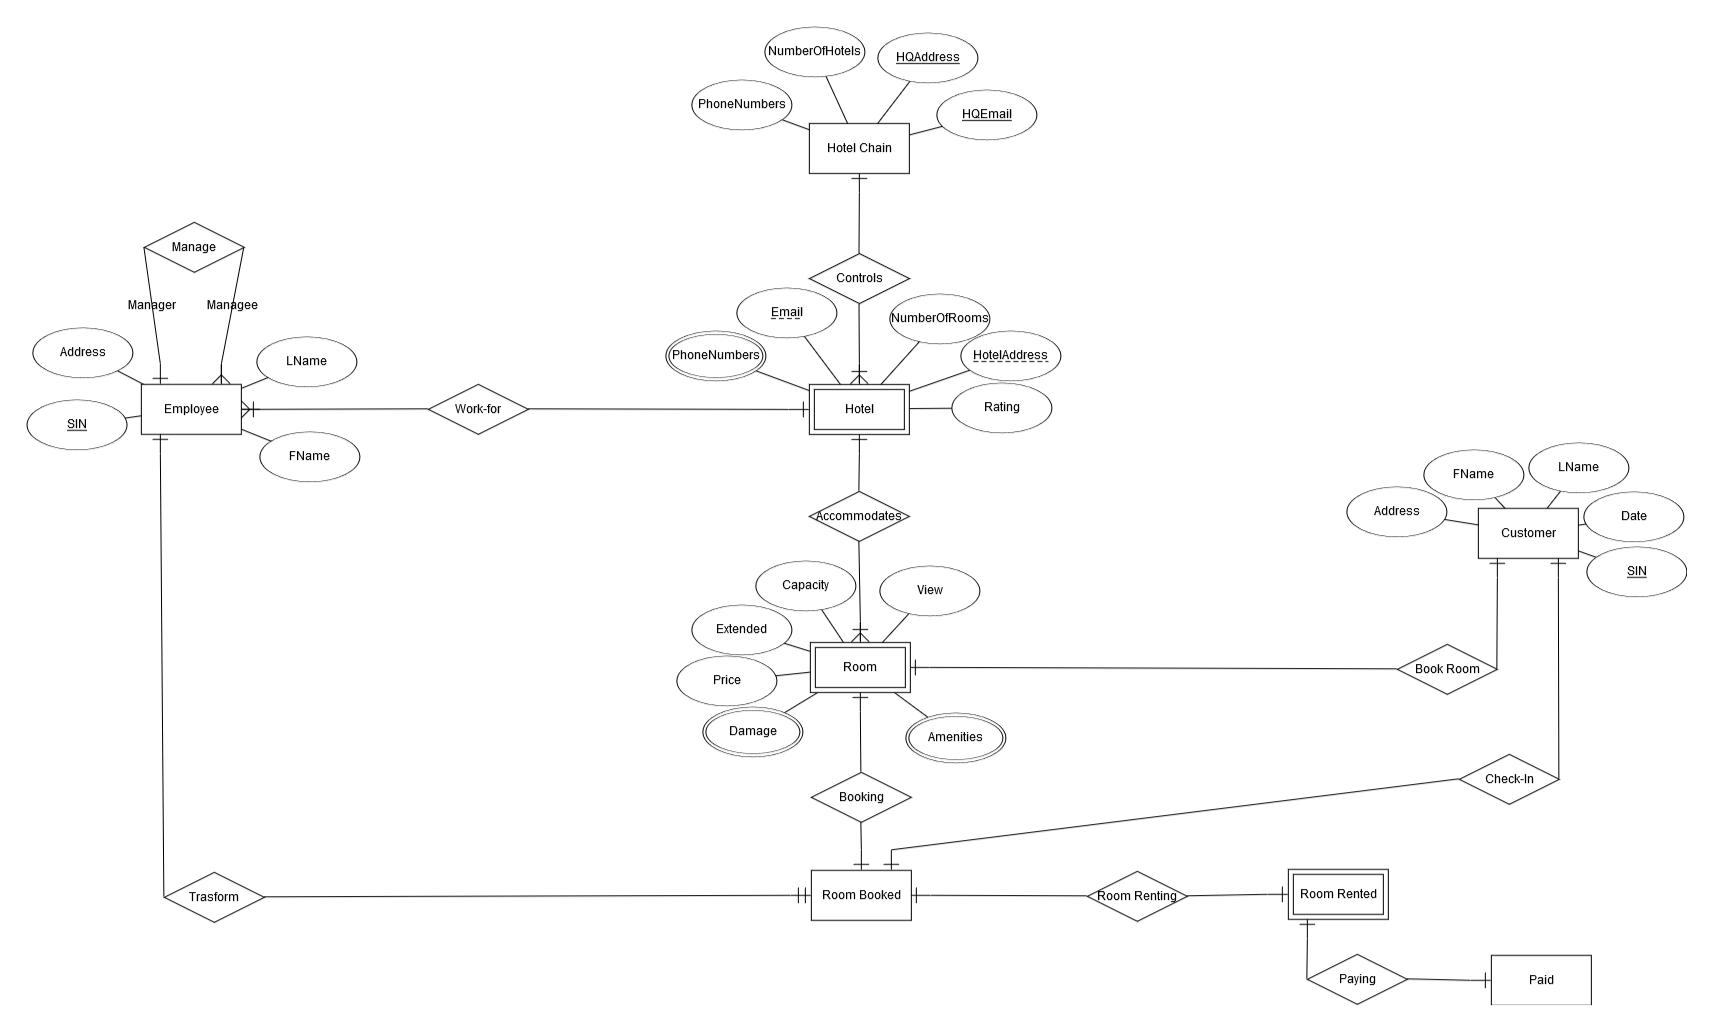 NumberOfHotels
HQAddress
PhoneNumbers
HQEmail
Hotel Chain
Manage
Controls
Manager
Managee
Email
NumberOfRooms
Address
LName
PhoneNumbers
HotelAddress
Employee
Work-for
Hotel
Rating
SIN
FName
FName
LName
Address
Date
Customer
Accommodates
SIN
Capacity
View
Extended
Room
Book Room
Price
Damage
Amenities
Check-In
Booking
Trasform
Room Booked
Room Renting
Room Rented
Paying
Paid